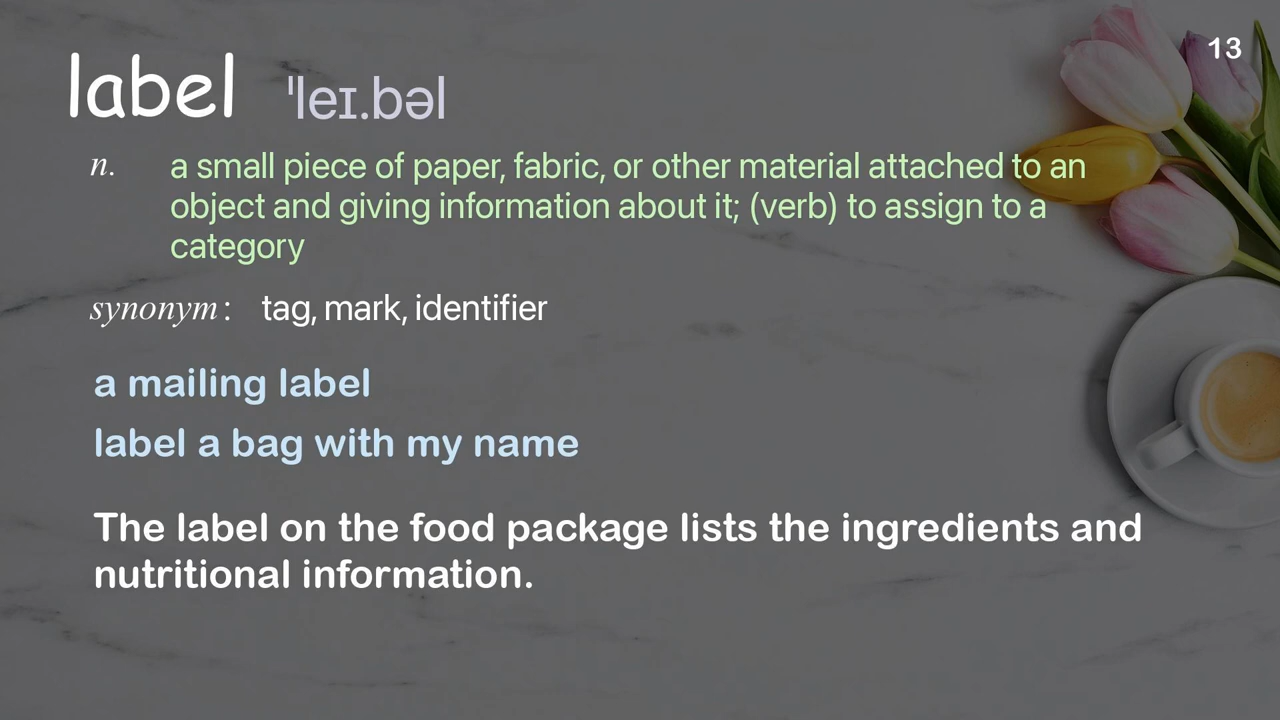 13
label ˈleɪ.bəl
n. a small piece of paper, fabric, or other material attached to an
object and giving information about it; (verb) to assign to a
category
synonym: tag, mark, identifier
a mailing label
label a bag with my name
The label on the food package lists the ingredients and
nutritional information.